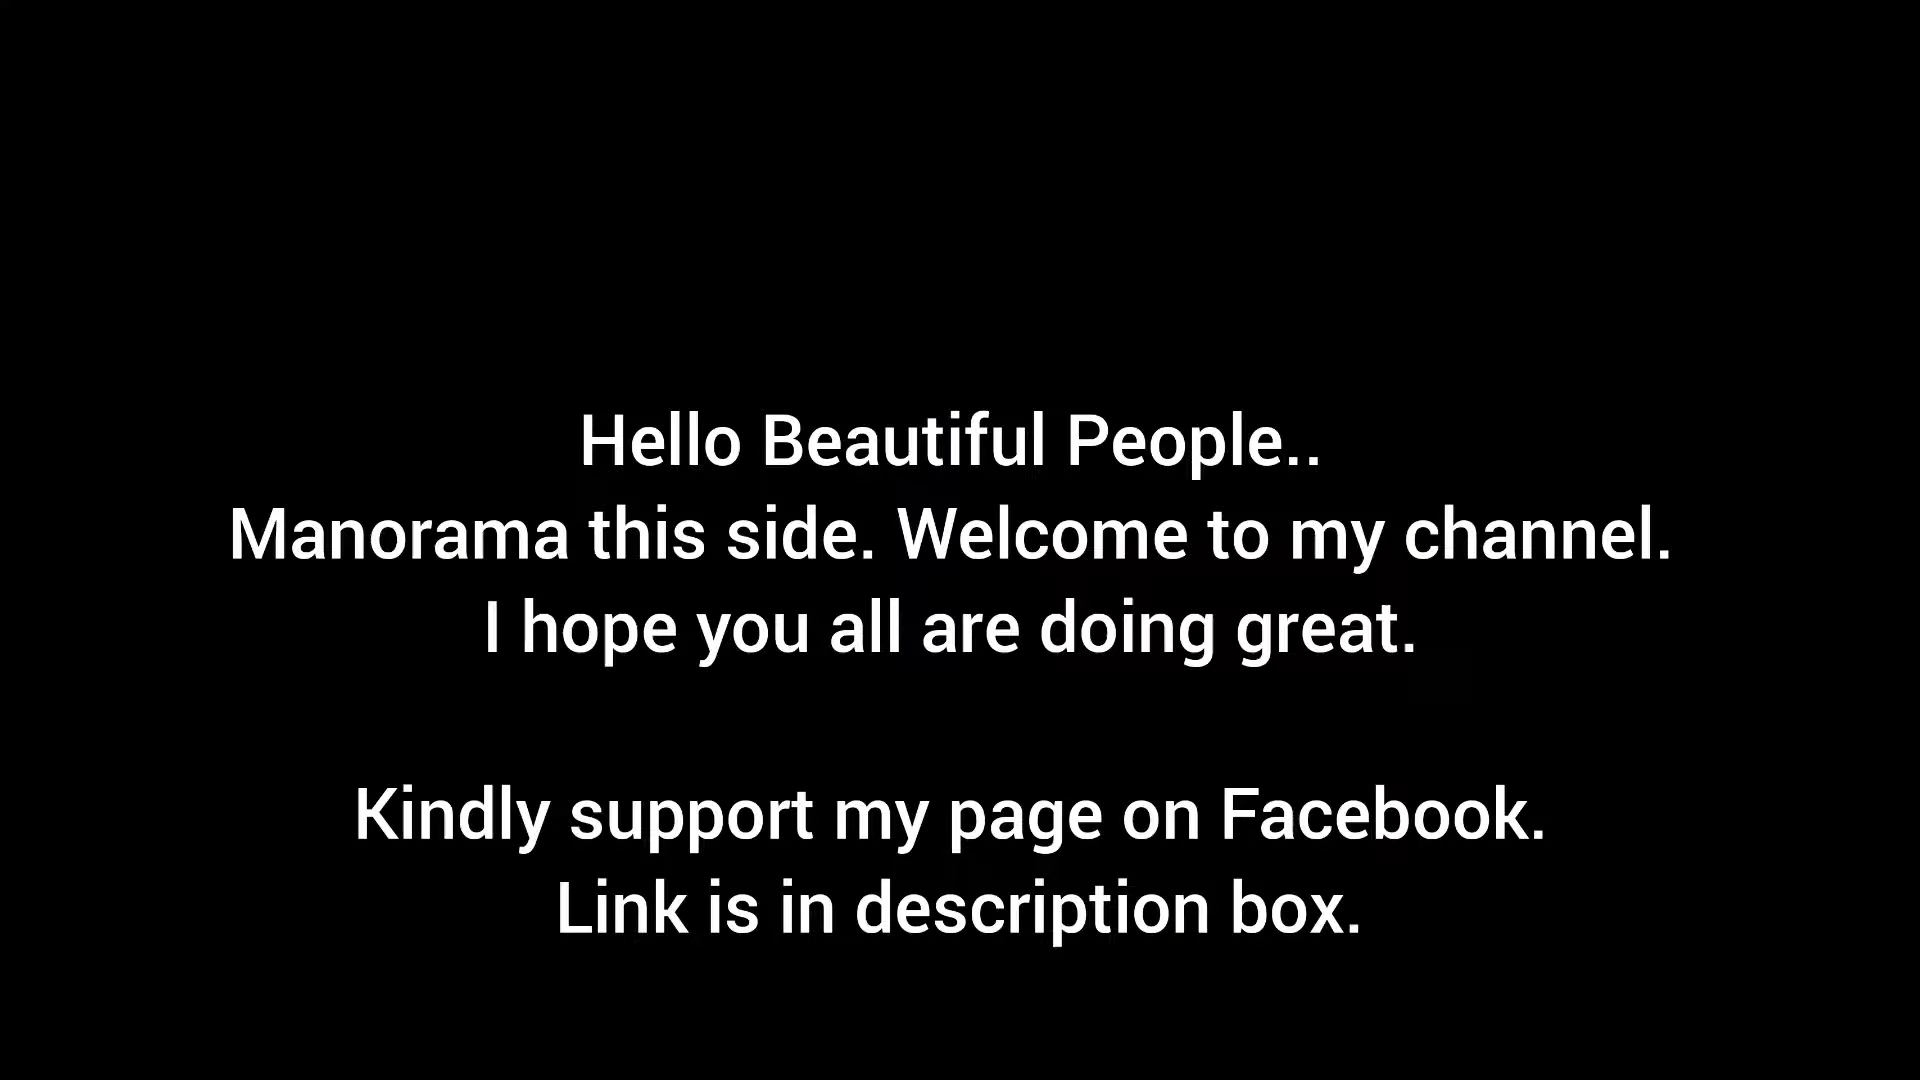 Hello Beautiful People..
Manorama this side. Welcome to my channel.
I hope you all are doing great.
Kindly support my page on Facebook.
Link is in description box.